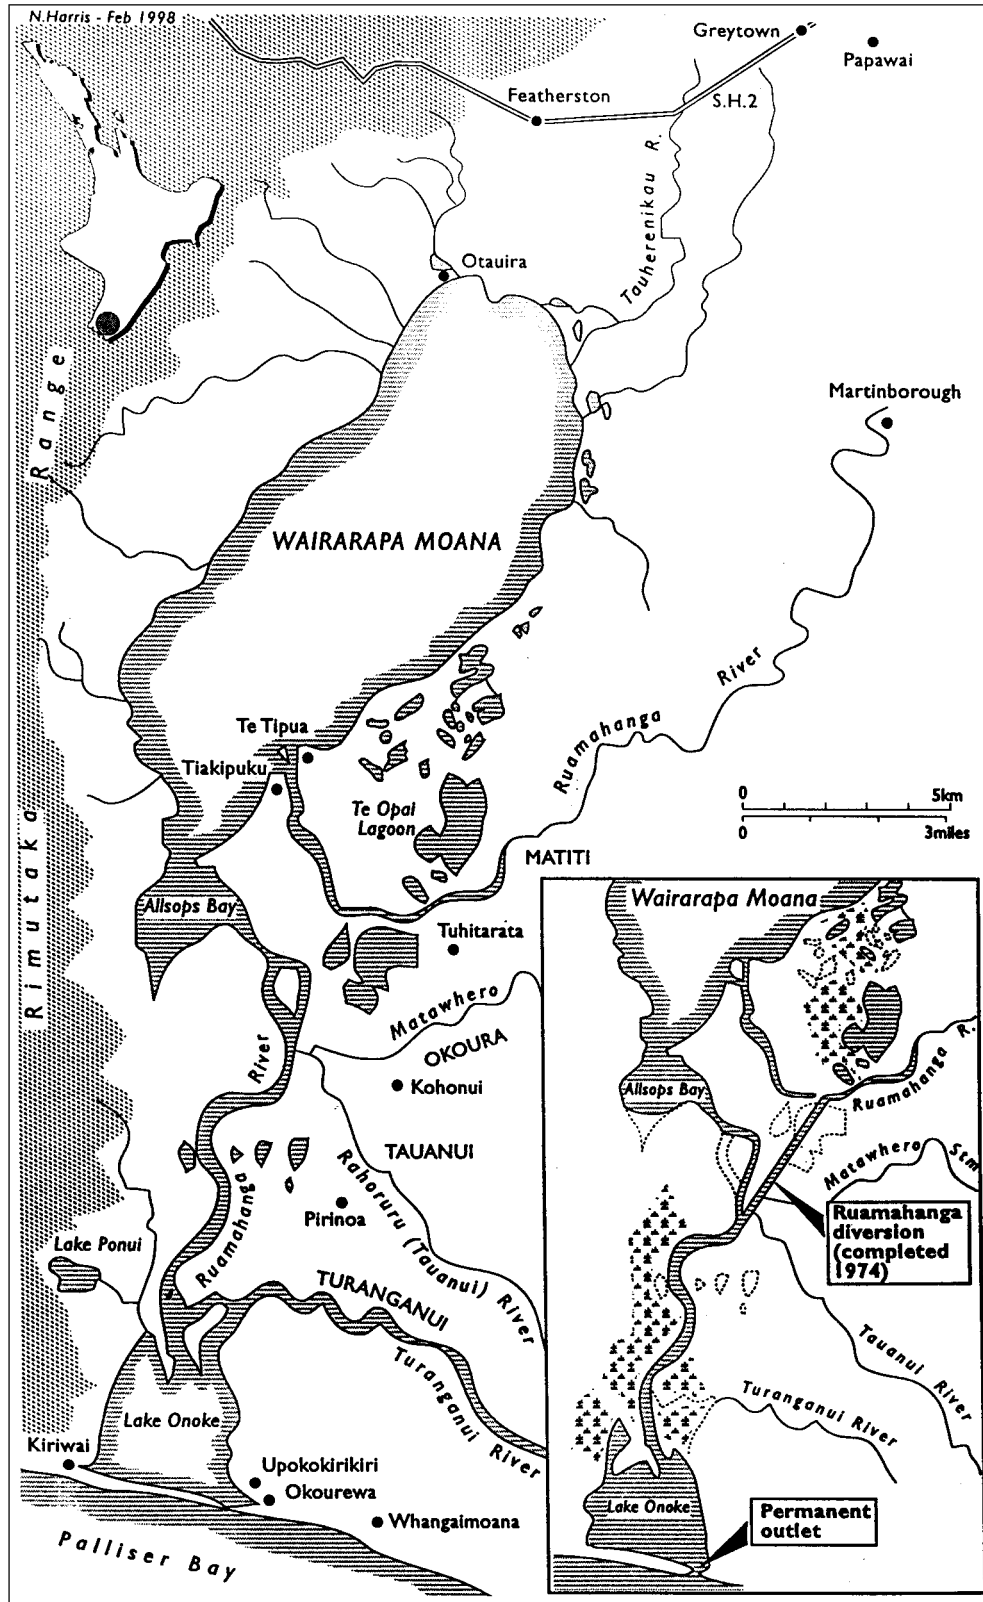 N.Harris - Feb 1998
Greytown
Papawai
Featherston
S.H.2
Tauherenikau R.
Otauira
Martinborough
Rimutaka Range
WAIRARAPA MOANA
Ruamahanga River
Te Tipua
Tiakipuku
Te Opai
Lagoon
0 5km
0 3miles
MATITI
Allsops Bay
Tuhitarata
Matawhero
OKOURA
River
Kohonui
TAUANUI
Ruamahanga
Rahoruru (Tauanui) River
Pirinoa
Lake Ponui
TURANGANUI
Turanganui River
Lake Onoke
Kiriwai
Upokokirikiri
Okourewa
Whangaimoana
Palliser Bay
Wairarapa Moana
Allsops Bay
Ruamahanga R.
Matawhero Stm
Ruamahanga
diversion
(completed
1974)
Tauanui River
Turanganui River
Lake Onoke
Permanent
outlet